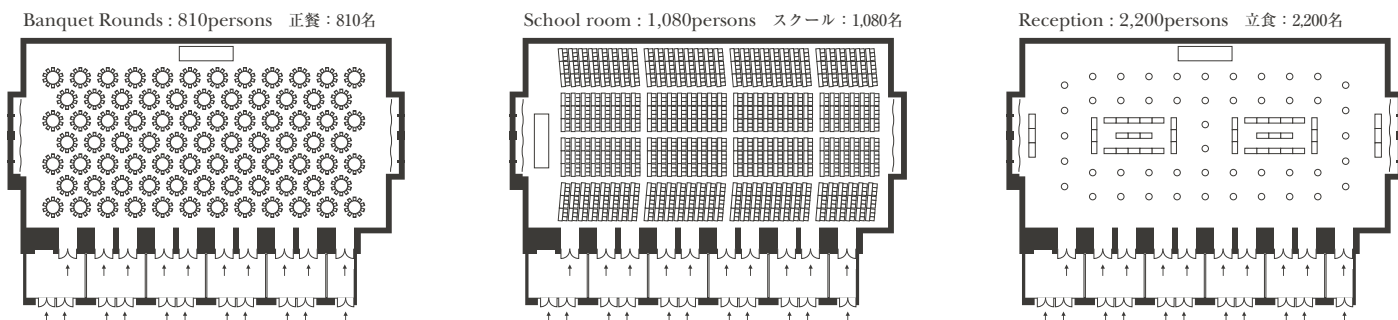 Banquet Rounds : 810persons 正餐：810名
School room : 1,080persons スクール：1,080名
Reception : 2,200persons 立食：2,200名